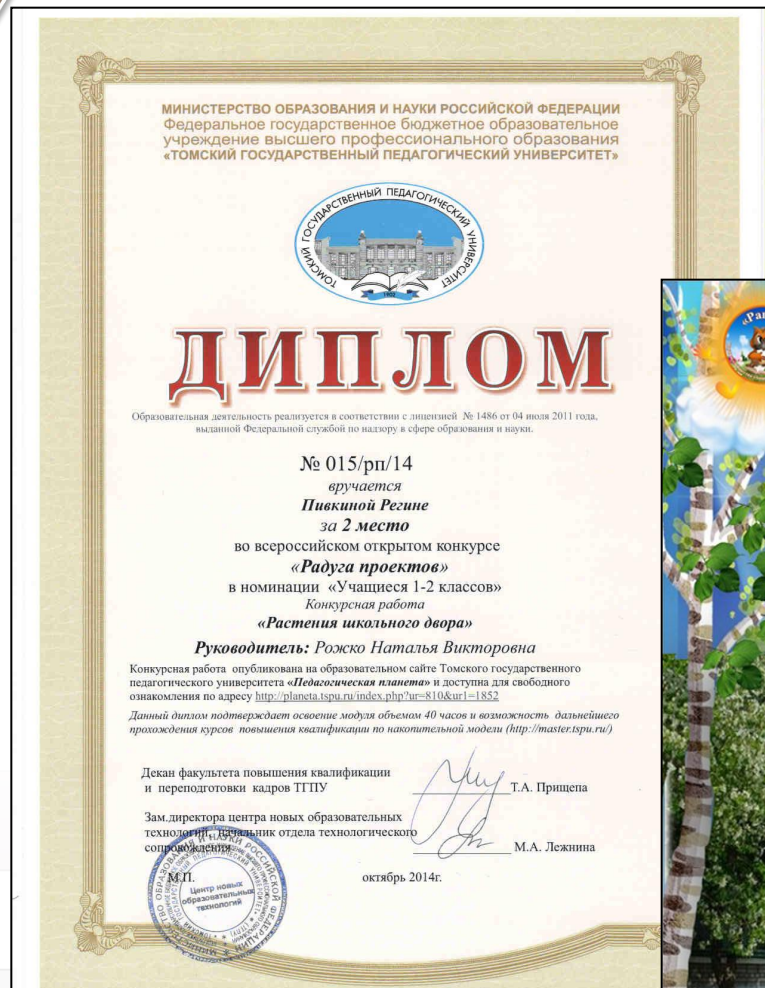 МИНИСТЕРСТВО ОБРАЗОВАНИЯ И НАУКИ РОССИЙСКОЙ ФЕДЕРАЦИИ
Федеральное государственное бюджетное образовательное
учреждение высшего профессионального образования
«ТОМСКИЙ ГОСУДАРСТВЕННЫЙ ПЕДАГОГИЧЕСКИЙ УНИВЕРСИТЕТ»
ТОМСКИЙ ГОСУДАРСТВЕННЫЙ ПЕДАГОГИЧЕСКИЙ УНИВЕРСИТЕТ
1902
ДИПЛОМ
Образовательная деятельность реализуется в соответствии с лицензией № 1486 от 04 июля 2011 года,
выданной Федеральной службой по надзору в сфере образования и науки.
№ 015/рп/14
вручается
Пивкиной Регине
за 2 место
во всероссийском открытом конкурсе
«Радуга проектов»
в номинации «Учащиеся 1-2 классов»
Конкурсная работа
«Растения школьного двора»
Руководитель: Рожко Наталья Викторовна
Конкурсная работа опубликована на образовательном сайте Томского государственного
педагогического университета «Педагогическая планета» и доступна для свободного
ознакомления по адресу http://planeta.tspu.ru/index.php?ur=810&ur1=1852
Данный диплом подтверждает освоение модуля объемом 40 часов и возможность дальнейшего
прохождения курсов повышения квалификации по накопительной модели (http://master.tspu.ru/)
Декан факультета повышения квалификации
и переподготовки кадров ТГПУ Т.А. Прищепа
Зам.директора центра новых образовательных
технологий, начальник отдела технологического
сопровождения М.А. Лежнина
М.П. октябрь 2014г.
Центр новых
образовательных
технологий